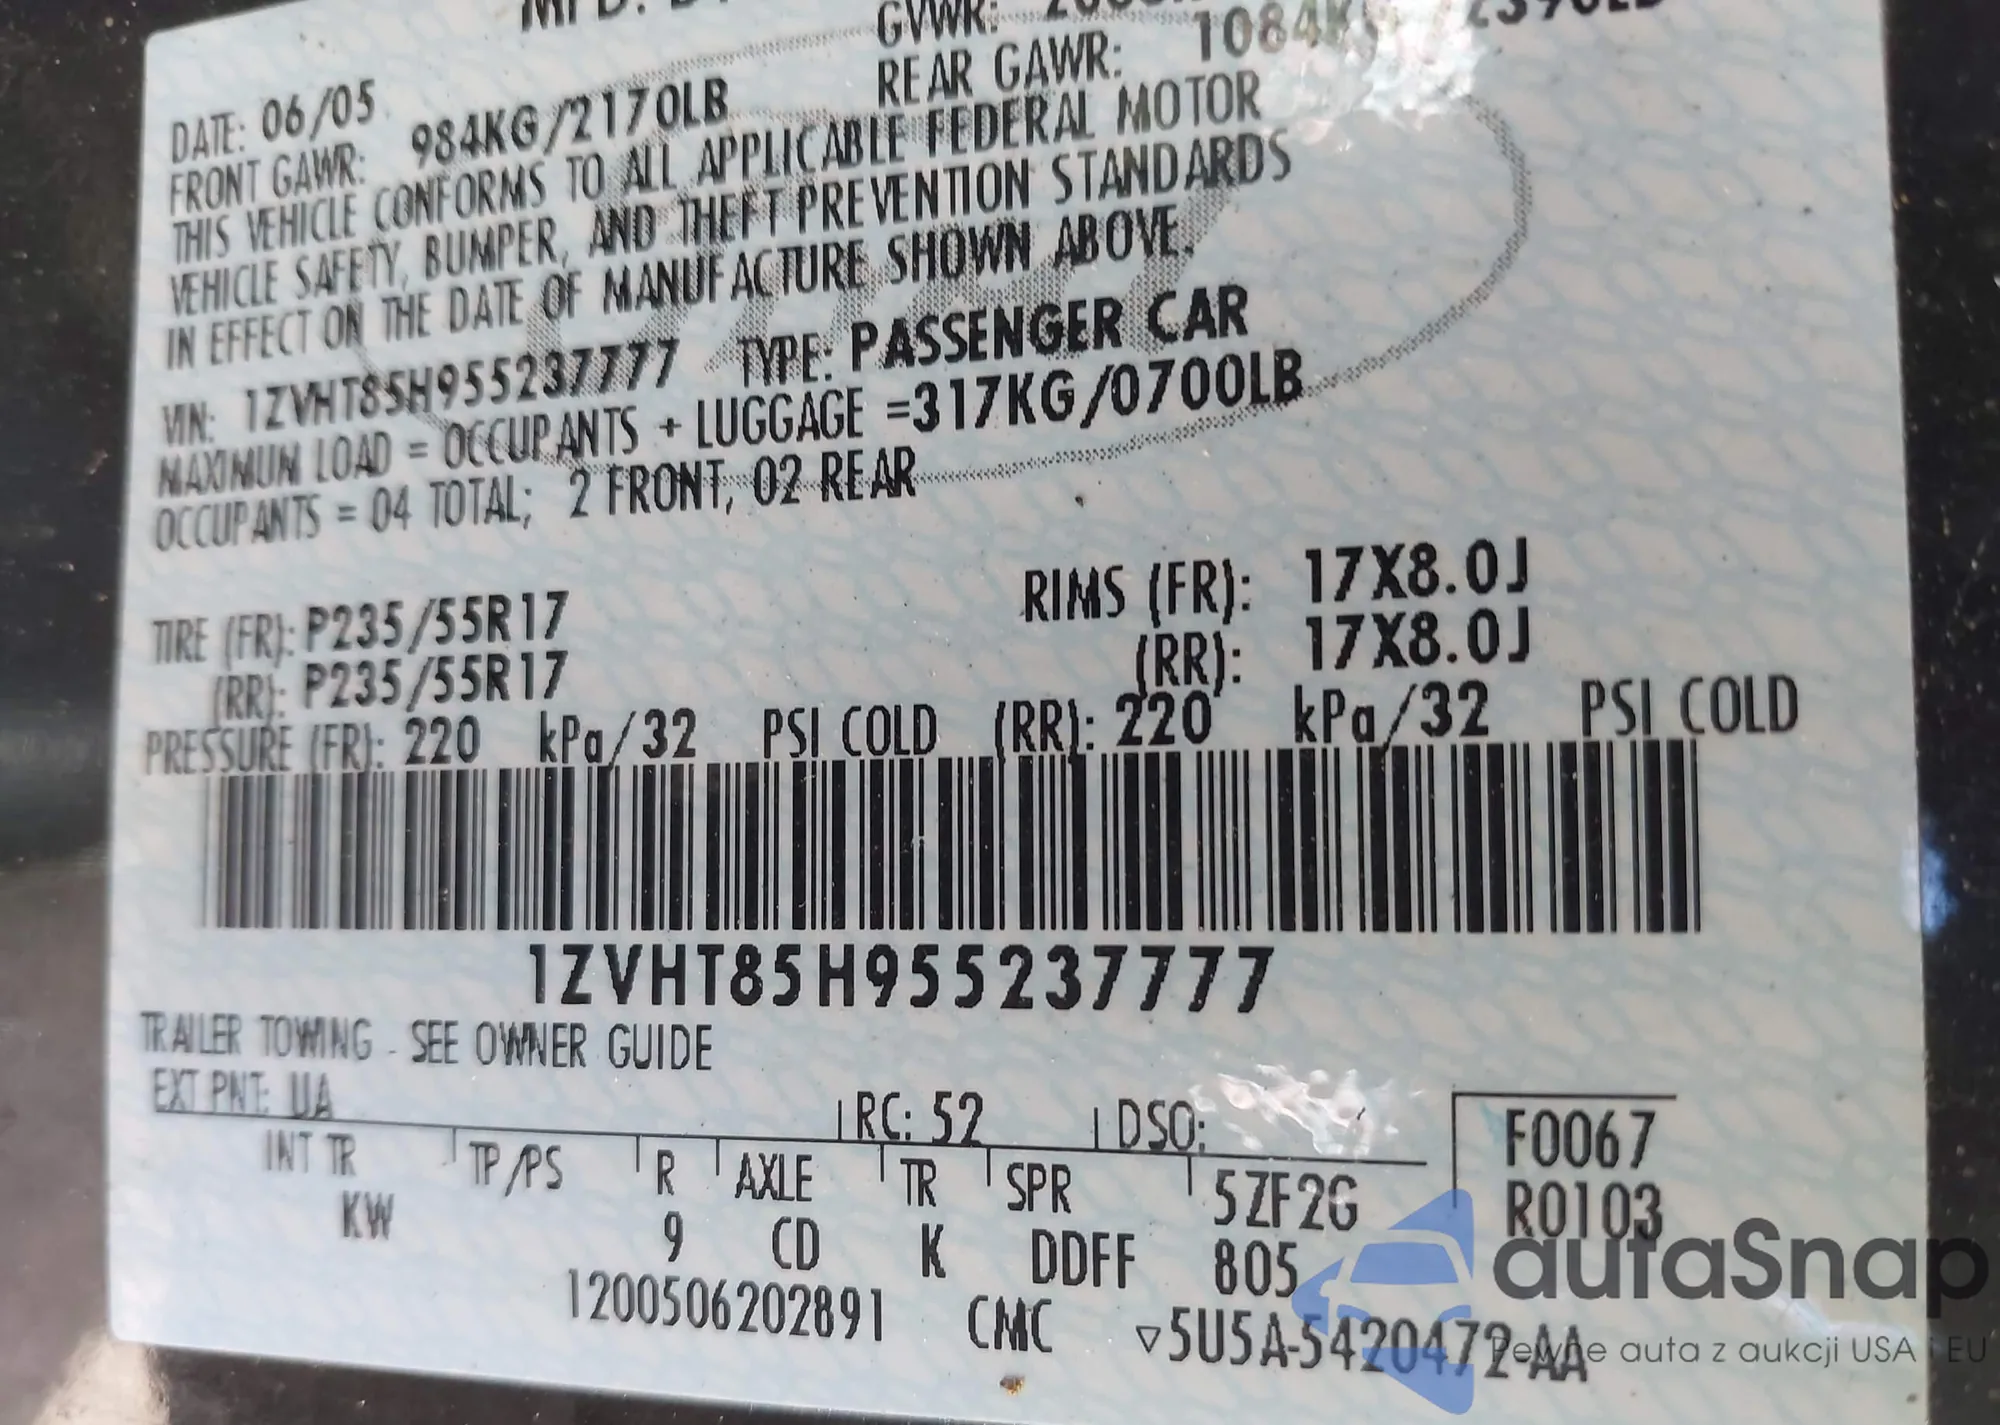 GVWR:
DATE: 06/05
FRONT GAWR: 984KG/2170LB REAR GAWR: 1084KG
THIS VEHICLE CONFORMS TO ALL APPLICABLE FEDERAL MOTOR
VEHICLE SAFETY, BUMPER, AND THEFT PREVENTION STANDARDS
IN EFFECT ON THE DATE OF MANUFACTURE SHOWN ABOVE.
VIN: 1ZVHT85H955237777 TYPE: PASSENGER CAR
MAXIMUM LOAD = OCCUPANTS + LUGGAGE =317KG/0700LB
OCCUPANTS = 04 TOTAL; 2 FRONT, 02 REAR
TIRE (FR): P235/55R17 RIMS (FR): 17X8.0J
(RR): P235/55R17 (RR): 17X8.0J
PRESSURE (FR): 220 kPa/32 PSI COLD (RR): 220 kPa/32 PSI COLD
1ZVHT85H955237777
TRAILER TOWING - SEE OWNER GUIDE
EXT PNT: UA RC: 52 DSO: F0067
INT TR TP/PS R AXLE TR SPR 5ZF2G R0103
KW 9 CD K DDFF 805
1200506202891 CMC ▽5U5A-5420472-AA
autaSnap
Pewne auta z aukcji USA i EU